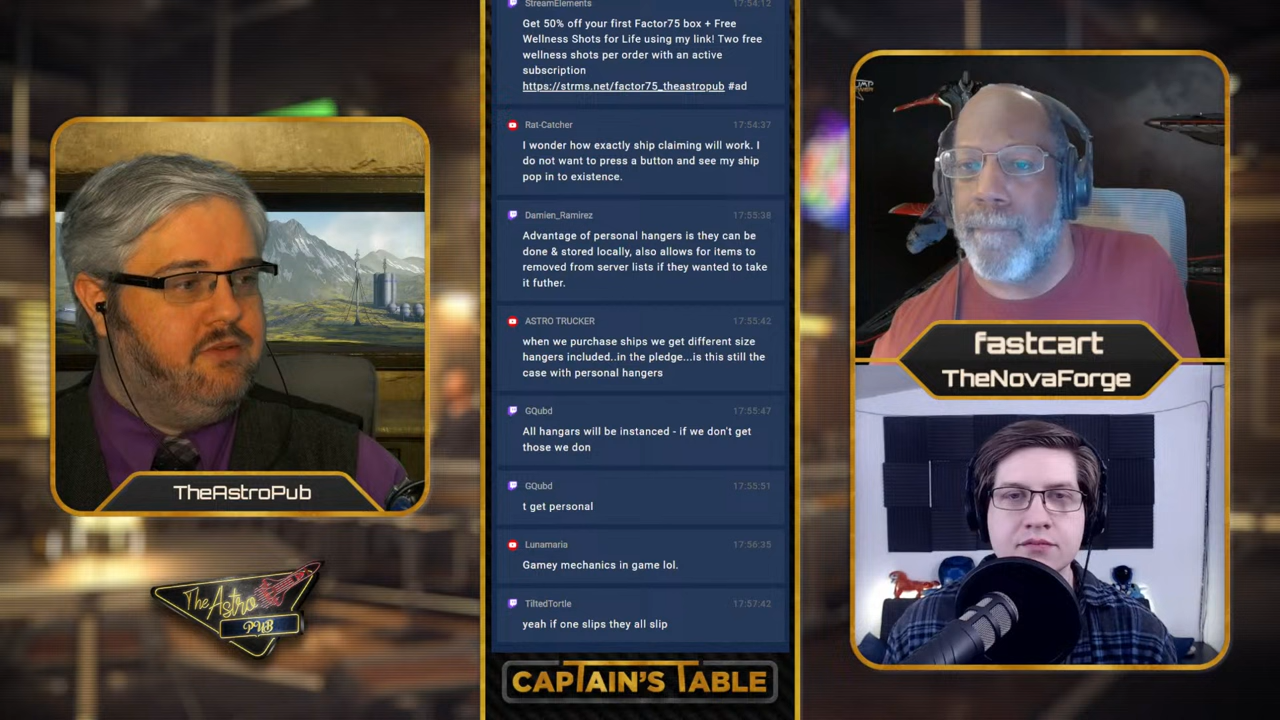 StreamElements 17:54:12
Get 50% off your first Factor75 box + Free
Wellness Shots for Life using my link! Two free
wellness shots per order with an active
subscription
https://strms.net/factor75_theastropub #ad
Rat-Catcher 17:54:37
I wonder how exactly ship claiming will work. I
do not want to press a button and see my ship
pop in to existence.
Damien_Ramirez 17:55:38
Advantage of personal hangers is they can be
done & stored locally, also allows for items to
removed from server lists if they wanted to take
it futher.
ASTRO TRUCKER 17:55:42
when we purchase ships we get different size
hangers included..in the pledge...is this still the
case with personal hangers
GQubd 17:55:47
All hangars will be instanced - if we don't get
those we don
GQubd 17:55:51
t get personal
Lunamaria 17:56:35
Gamey mechanics in game lol.
TiltedTortle 17:57:42
yeah if one slips they all slip
CAPTAIN'S TABLE
TheAstroPub
The Astro
PUB
fastcart
TheNovaForge